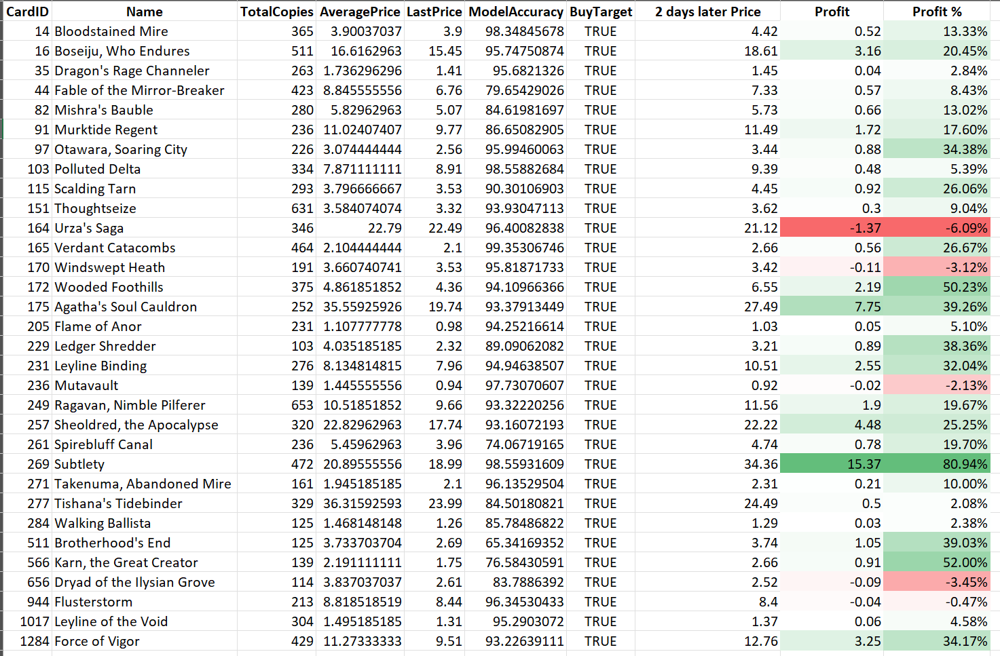 CardID Name TotalCopies AveragePrice LastPrice ModelAccuracy BuyTarget 2 days later Price Profit Profit %
14 Bloodstained Mire 365 3.90037037 3.9 98.34845678 TRUE 4.42 0.52 13.33%
16 Boseiju, Who Endures 511 16.6162963 15.45 95.74750874 TRUE 18.61 3.16 20.45%
35 Dragon's Rage Channeler 263 1.736296296 1.41 95.6821326 TRUE 1.45 0.04 2.84%
44 Fable of the Mirror-Breaker 423 8.845555556 6.76 79.65429026 TRUE 7.33 0.57 8.43%
82 Mishra's Bauble 280 5.82962963 5.07 84.61981697 TRUE 5.73 0.66 13.02%
91 Murktide Regent 236 11.02407407 9.77 86.65082905 TRUE 11.49 1.72 17.60%
97 Otawara, Soaring City 226 3.074444444 2.56 95.99460063 TRUE 3.44 0.88 34.38%
103 Polluted Delta 334 7.871111111 8.91 98.55882684 TRUE 9.39 0.48 5.39%
115 Scalding Tarn 293 3.796666667 3.53 90.30106903 TRUE 4.45 0.92 26.06%
151 Thoughtseize 631 3.584074074 3.32 93.93047113 TRUE 3.62 0.3 9.04%
164 Urza's Saga 346 22.79 22.49 96.40082838 TRUE 21.12 -1.37 -6.09%
165 Verdant Catacombs 464 2.104444444 2.1 99.35306746 TRUE 2.66 0.56 26.67%
170 Windswept Heath 191 3.660740741 3.53 95.81871733 TRUE 3.42 -0.11 -3.12%
172 Wooded Foothills 375 4.861851852 4.36 94.10966366 TRUE 6.55 2.19 50.23%
175 Agatha's Soul Cauldron 252 35.55925926 19.74 93.37913449 TRUE 27.49 7.75 39.26%
205 Flame of Anor 231 1.107777778 0.98 94.25216614 TRUE 1.03 0.05 5.10%
229 Ledger Shredder 103 4.035185185 2.32 89.09062082 TRUE 3.21 0.89 38.36%
231 Leyline Binding 276 8.134814815 7.96 94.94638507 TRUE 10.51 2.55 32.04%
236 Mutavault 139 1.445555556 0.94 97.73070607 TRUE 0.92 -0.02 -2.13%
249 Ragavan, Nimble Pilferer 653 10.51851852 9.66 93.32220256 TRUE 11.56 1.9 19.67%
257 Sheoldred, the Apocalypse 320 22.82962963 17.74 93.16072193 TRUE 22.22 4.48 25.25%
261 Spirebluff Canal 236 5.45962963 3.96 74.06719165 TRUE 4.74 0.78 19.70%
269 Subtlety 472 20.89555556 18.99 98.55931609 TRUE 34.36 15.37 80.94%
271 Takenuma, Abandoned Mire 161 1.945185185 2.1 96.13529504 TRUE 2.31 0.21 10.00%
277 Tishana's Tidebinder 329 36.31592593 23.99 84.50180821 TRUE 24.49 0.5 2.08%
284 Walking Ballista 125 1.468148148 1.26 85.78486822 TRUE 1.29 0.03 2.38%
511 Brotherhood's End 125 3.733703704 2.69 65.34169352 TRUE 3.74 1.05 39.03%
566 Karn, the Great Creator 139 2.191111111 1.75 76.58430591 TRUE 2.66 0.91 52.00%
656 Dryad of the Ilysian Grove 114 3.837037037 2.61 83.7886392 TRUE 2.52 -0.09 -3.45%
944 Flusterstorm 213 8.818518519 8.44 96.34530433 TRUE 8.4 -0.04 -0.47%
1017 Leyline of the Void 304 1.495185185 1.31 95.2903072 TRUE 1.37 0.06 4.58%
1284 Force of Vigor 429 11.27333333 9.51 93.22639111 TRUE 12.76 3.25 34.17%